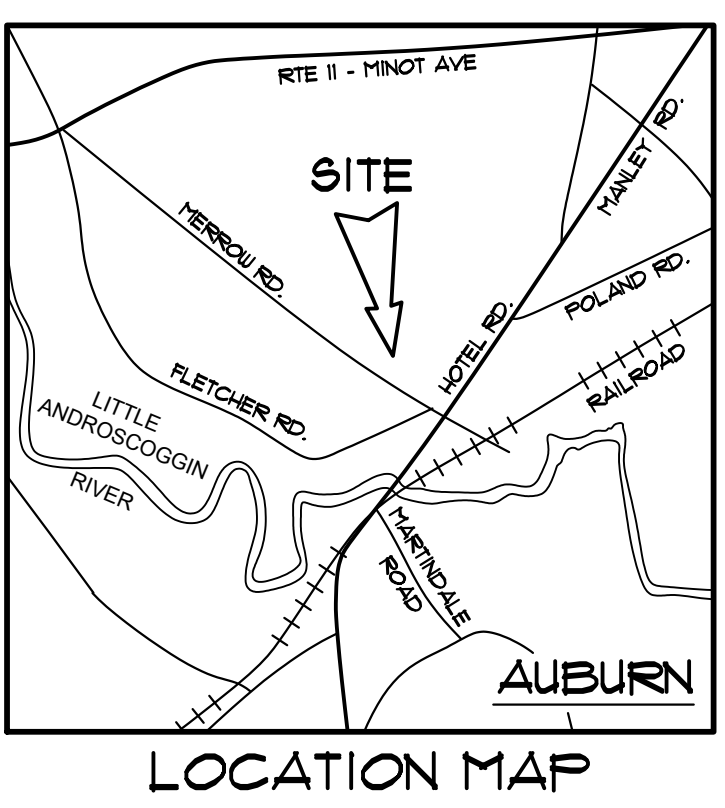 RTE 11 - MINOT AVE
MANLEY RD.
SITE
MERROW RD.
POLAND RD.
HOTEL RD.
RAILROAD
FLETCHER RD.
LITTLE
ANDROSCOGGIN
RIVER
MARTINDALE
ROAD
AUBURN
LOCATION MAP